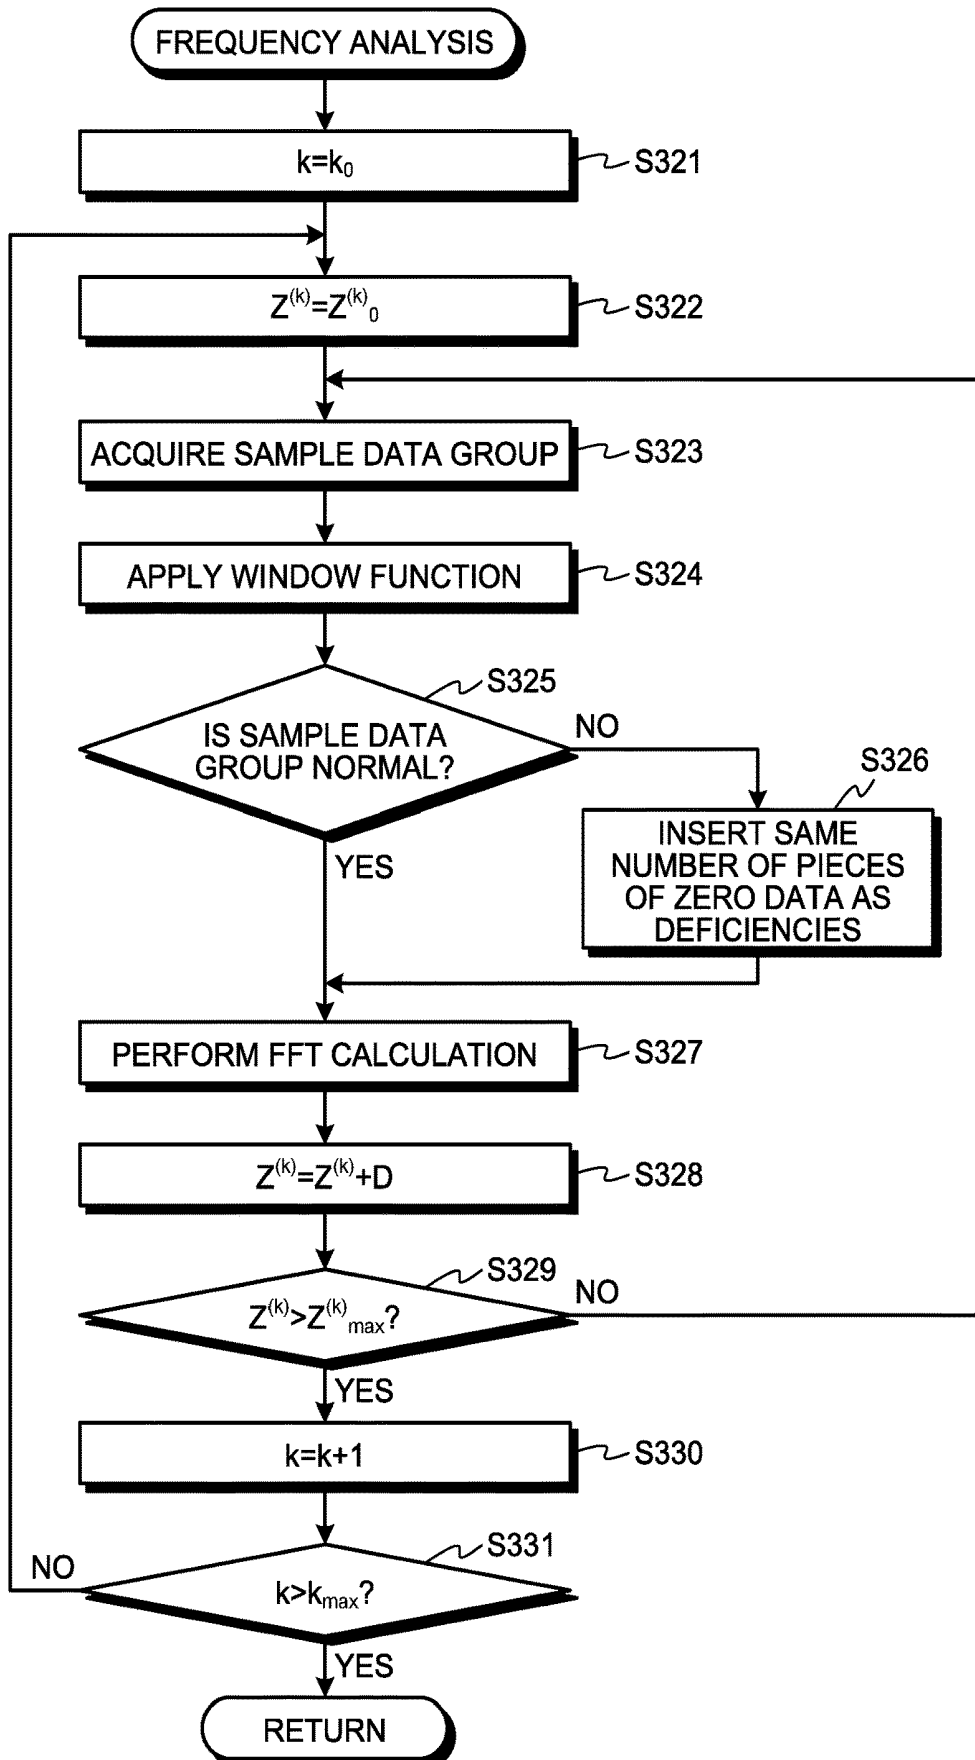 FREQUENCY ANALYSIS
k=k₀
S321
Z⁽ᵏ⁾=Z⁽ᵏ⁾₀
S322
ACQUIRE SAMPLE DATA GROUP
S323
APPLY WINDOW FUNCTION
S324
S325
IS SAMPLE DATA
GROUP NORMAL?
NO
S326
INSERT SAME
NUMBER OF PIECES
OF ZERO DATA AS
DEFICIENCIES
YES
PERFORM FFT CALCULATION
S327
Z⁽ᵏ⁾=Z⁽ᵏ⁾+D
S328
S329
Z⁽ᵏ⁾>Z⁽ᵏ⁾max?
NO
YES
k=k+1
S330
S331
NO
k>kmax?
YES
RETURN